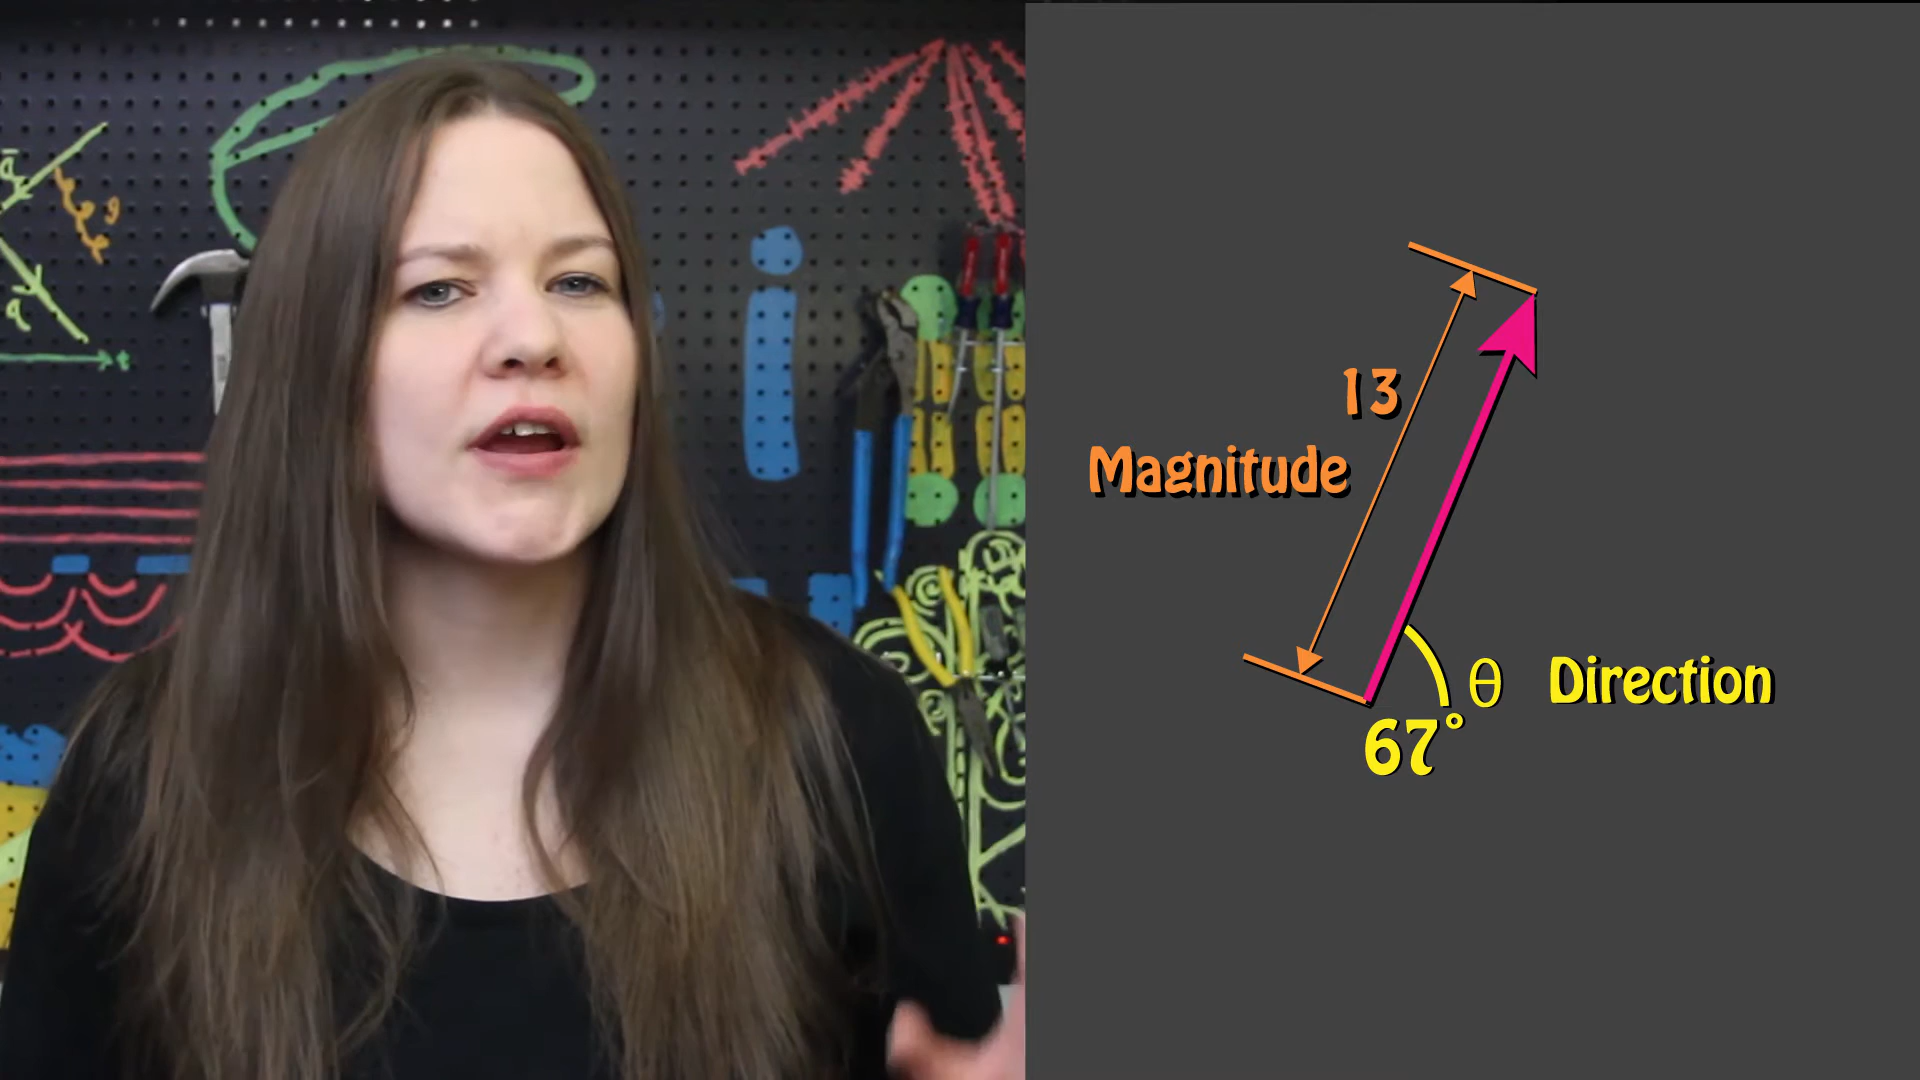 13
Magnitude
θ Direction
67°
q
q
g
t